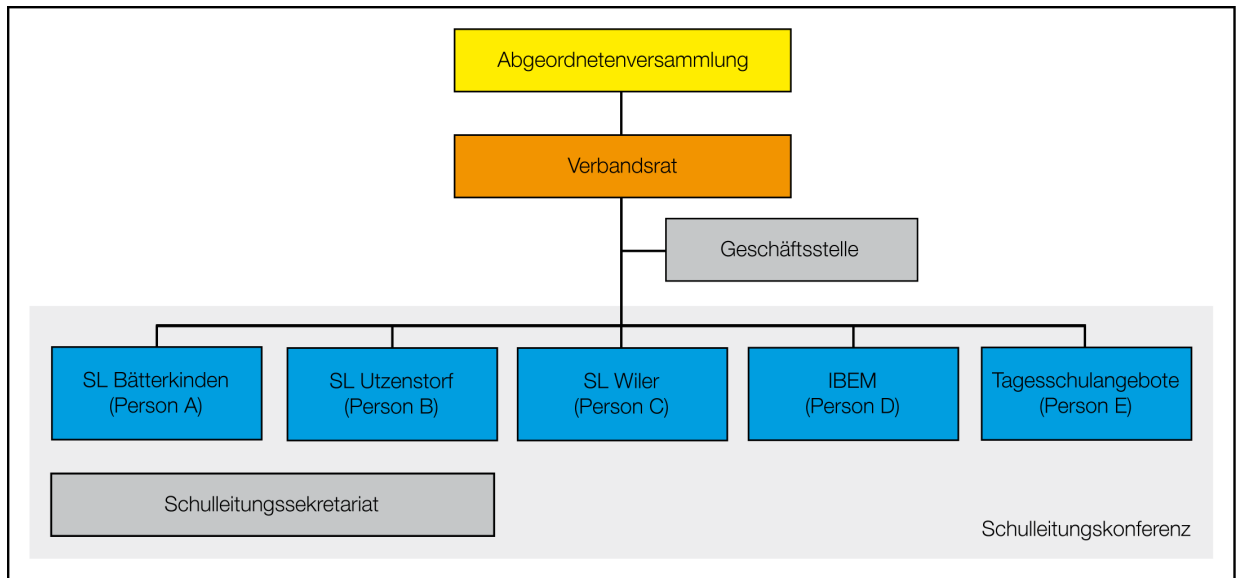 Abgeordnetenversammlung
Verbandsrat
Geschäftsstelle
SL Bätterkinden
(Person A)
SL Utzenstorf
(Person B)
SL Wiler
(Person C)
IBEM
(Person D)
Tagesschulangebote
(Person E)
Schulleitungssekretariat
Schulleitungskonferenz